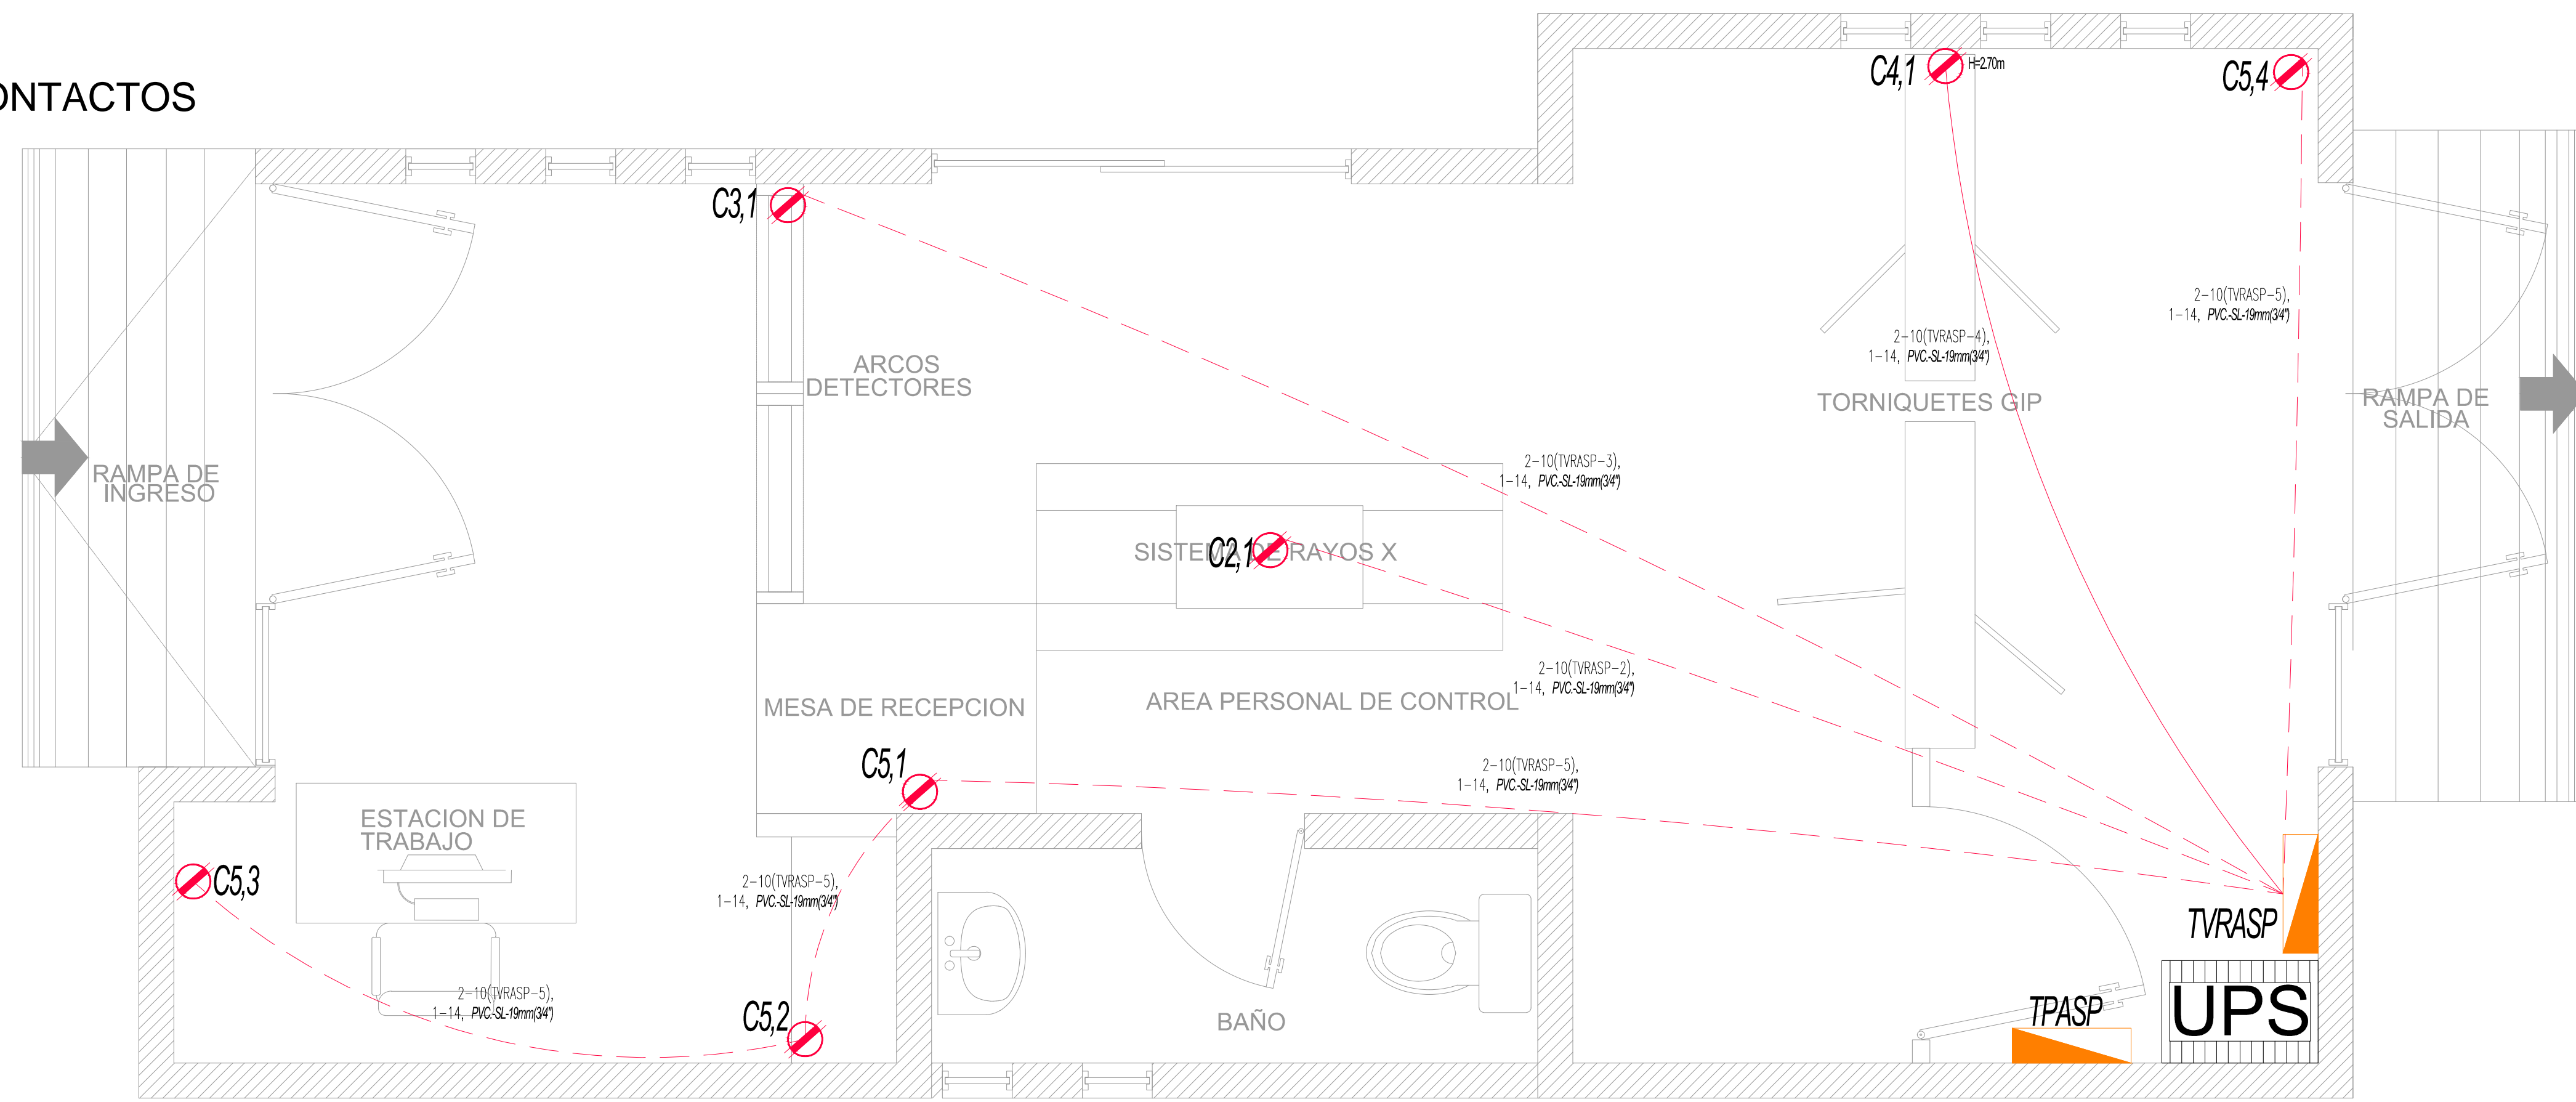 ONTACTOS
C4,1
H=2.70m
C5,4
C3,1
2-10(TVRASP-5),
1-14, PVC.-SL-19mm(3/4")
2-10(TVRASP-4),
1-14, PVC.-SL-19mm(3/4")
ARCOS
DETECTORES
TORNIQUETES GIP
RAMPA DE
SALIDA
RAMPA DE
INGRESO
2-10(TVRASP-3),
1-14, PVC.-SL-19mm(3/4")
SISTEMA DE RAYOS X
C2,1
2-10(TVRASP-2),
1-14, PVC.-SL-19mm(3/4")
MESA DE RECEPCION
AREA PERSONAL DE CONTROL
C5,1
2-10(TVRASP-5),
1-14, PVC.-SL-19mm(3/4")
ESTACION DE
TRABAJO
C5,3
2-10(TVRASP-5),
1-14, PVC.-SL-19mm(3/4")
TVRASP
2-10(TVRASP-5),
1-14, PVC.-SL-19mm(3/4")
C5,2
BAÑO
TPASP
UPS